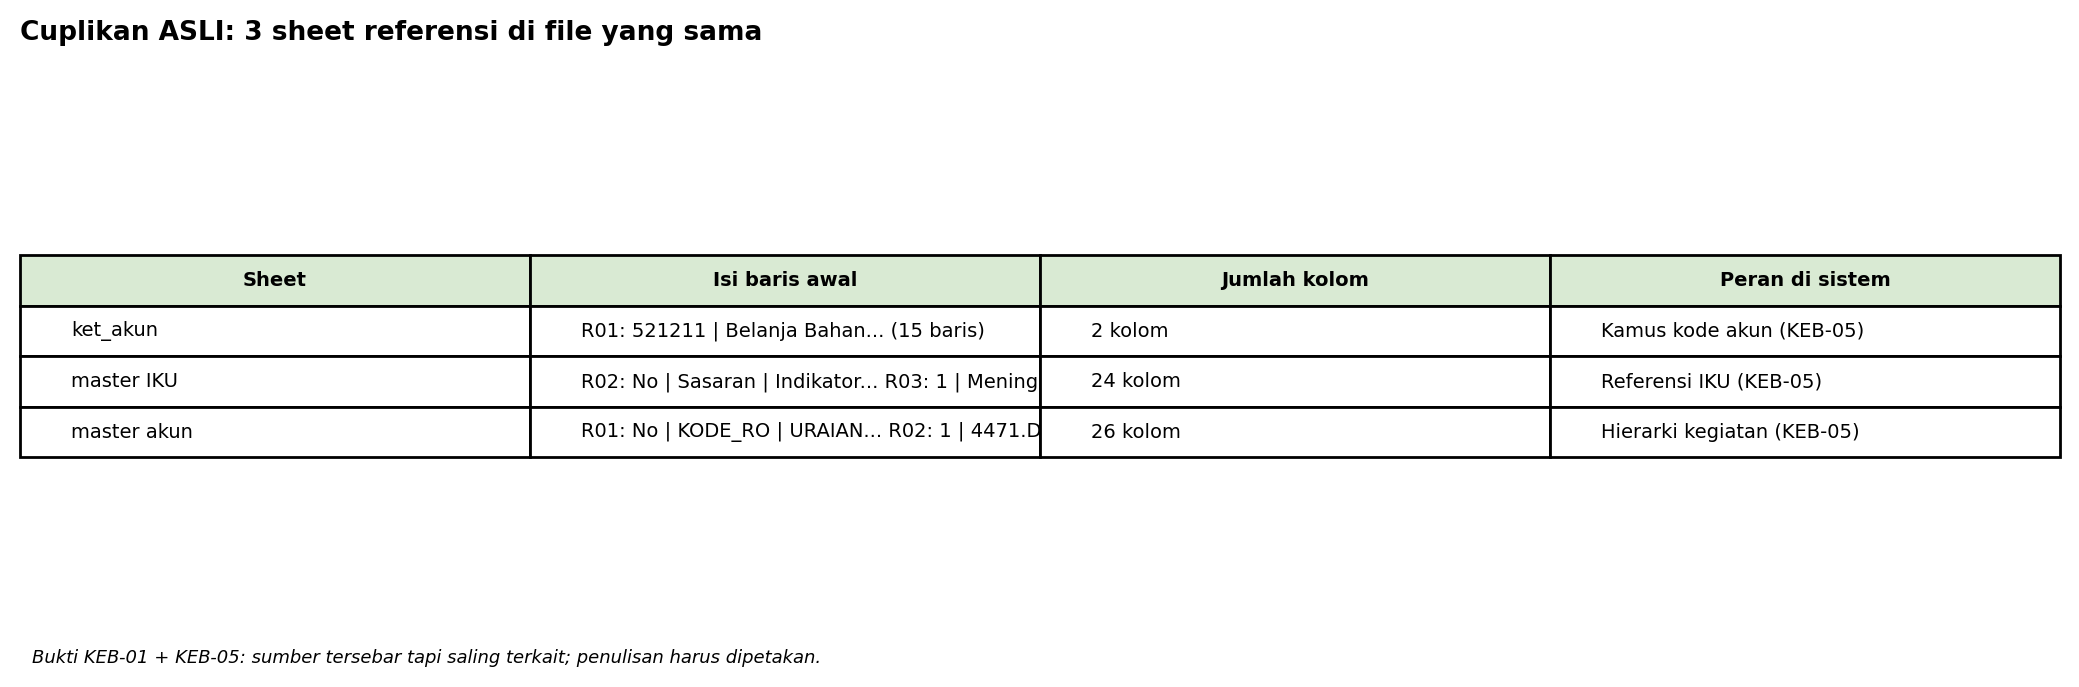 Cuplikan ASLI: 3 sheet referensi di file yang sama
Sheet | Isi baris awal | Jumlah kolom | Peran di sistem
ket_akun | R01: 521211 | Belanja Bahan... (15 baris) | 2 kolom | Kamus kode akun (KEB-05)
master IKU | R02: No | Sasaran | Indikator... R03: 1 | Mening | 24 kolom | Referensi IKU (KEB-05)
master akun | R01: No | KODE_RO | URAIAN... R02: 1 | 4471.D | 26 kolom | Hierarki kegiatan (KEB-05)
Bukti KEB-01 + KEB-05: sumber tersebar tapi saling terkait; penulisan harus dipetakan.